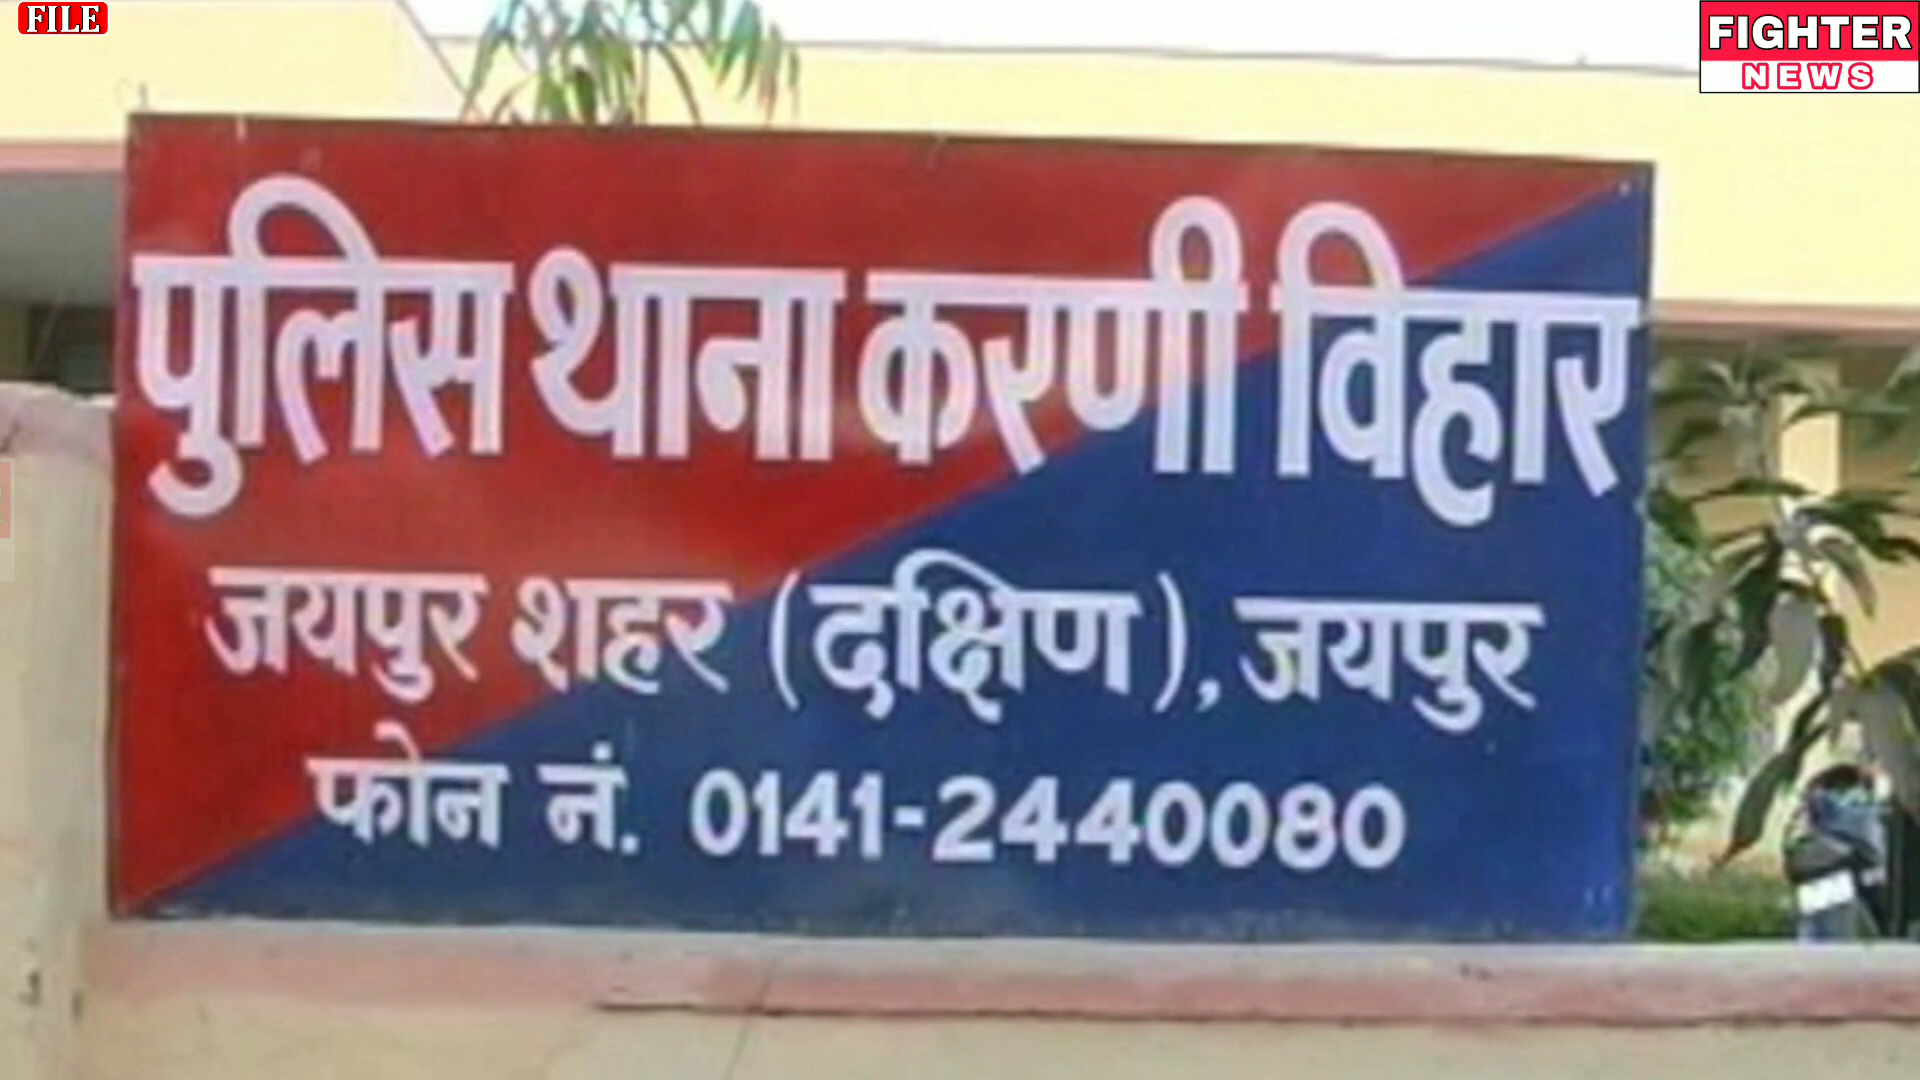 FILE
FIGHTER
NEWS
पुलिस थाना करणी विहार
जयपुर शहर (दक्षिण), जयपुर
फोन नं. 0141-2440080